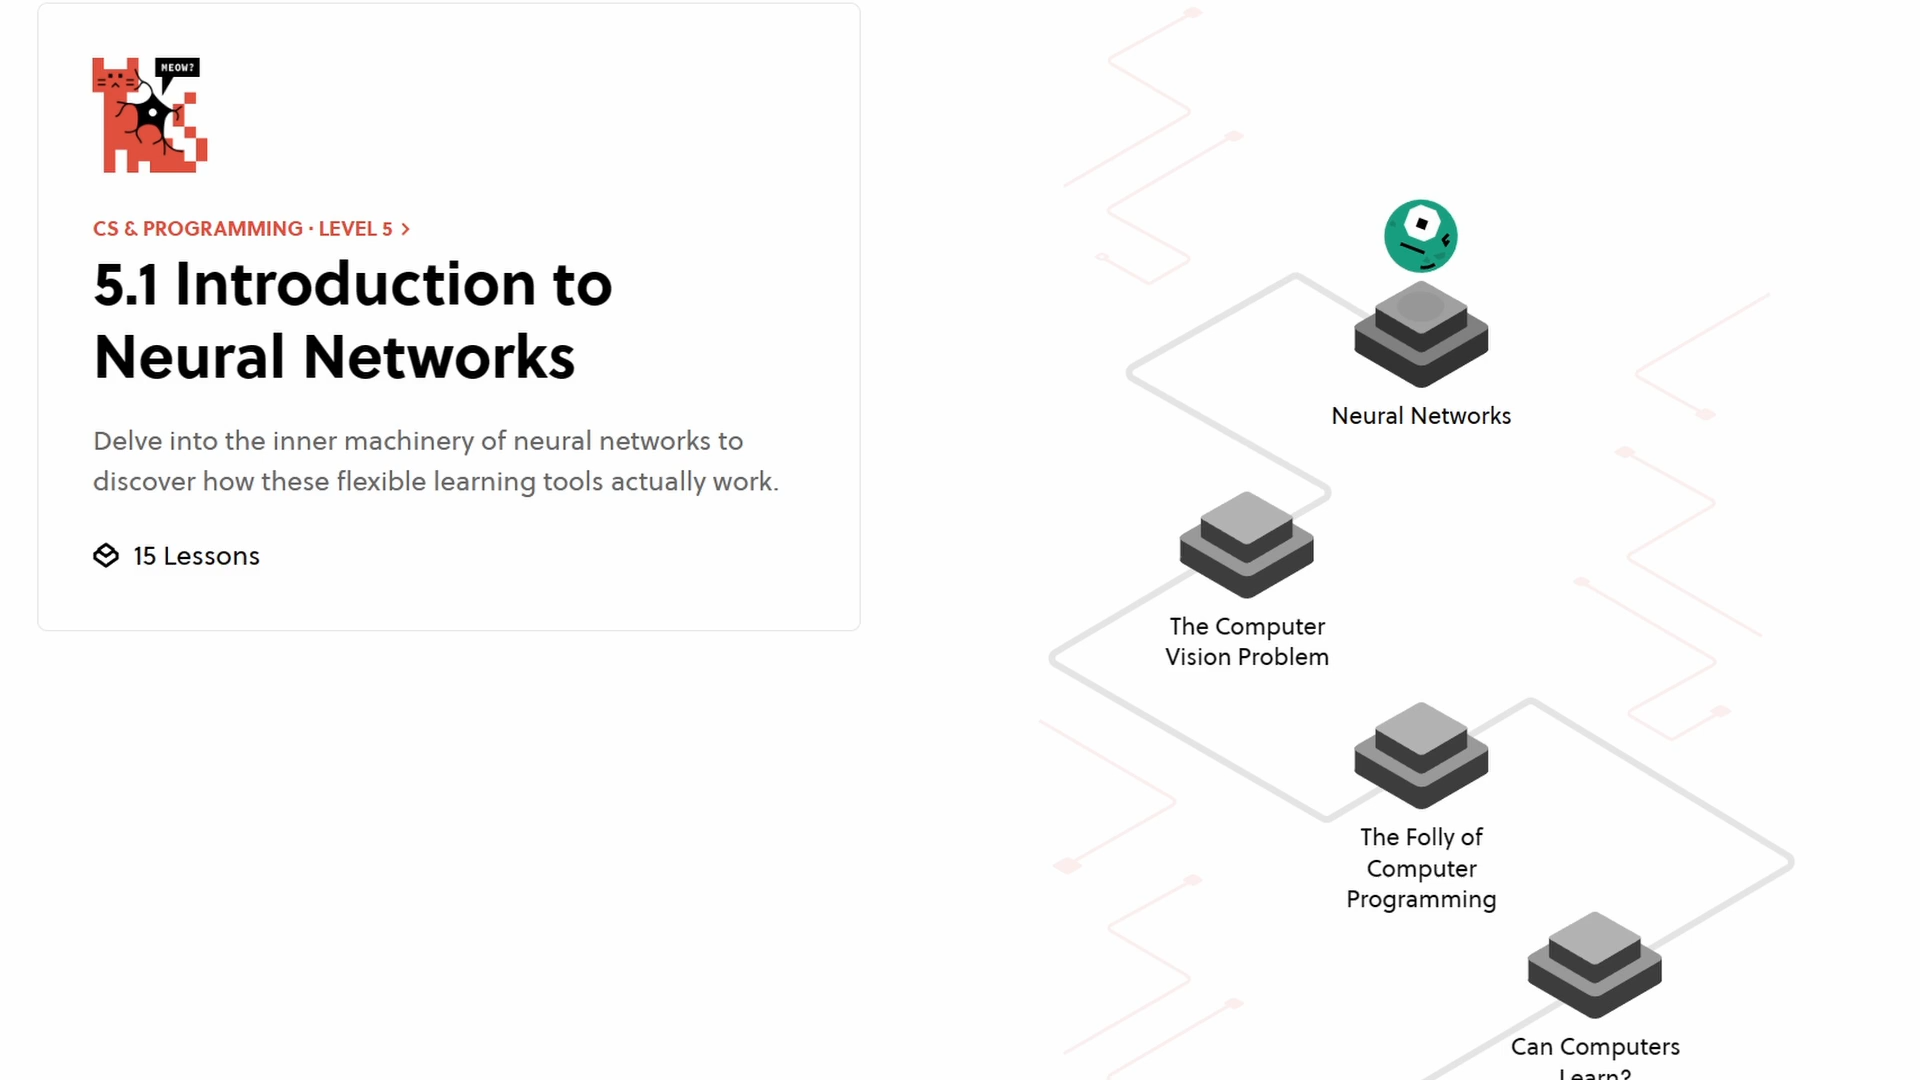 MEOW?
CS & PROGRAMMING · LEVEL 5 >
5.1 Introduction to
Neural Networks
Delve into the inner machinery of neural networks to
discover how these flexible learning tools actually work.
15 Lessons
Neural Networks
The Computer
Vision Problem
The Folly of
Computer
Programming
Can Computers
Learn?